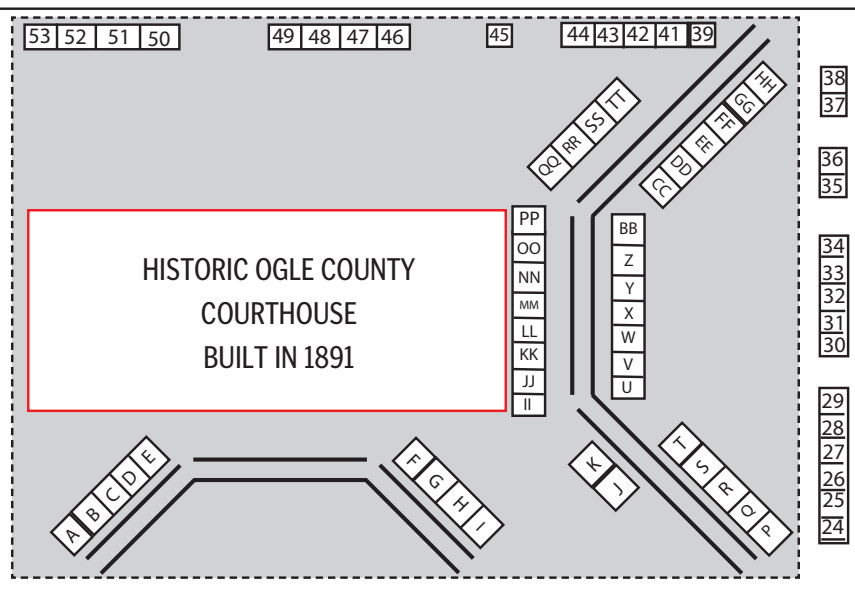 53 52 51 50 49 48 47 46 45 44 43 42 41 39
38
37
36
35
34
33
32
31
30
29
28
27
26
25
24
QQ RR SS TT
CC DD EE FF GG HH
PP
OO
NN
MM
LL
KK
JJ
II
BB
Z
Y
X
W
V
U
HISTORIC OGLE COUNTY
COURTHOUSE
BUILT IN 1891
A B C D E
F G H I
K J
T S R Q P